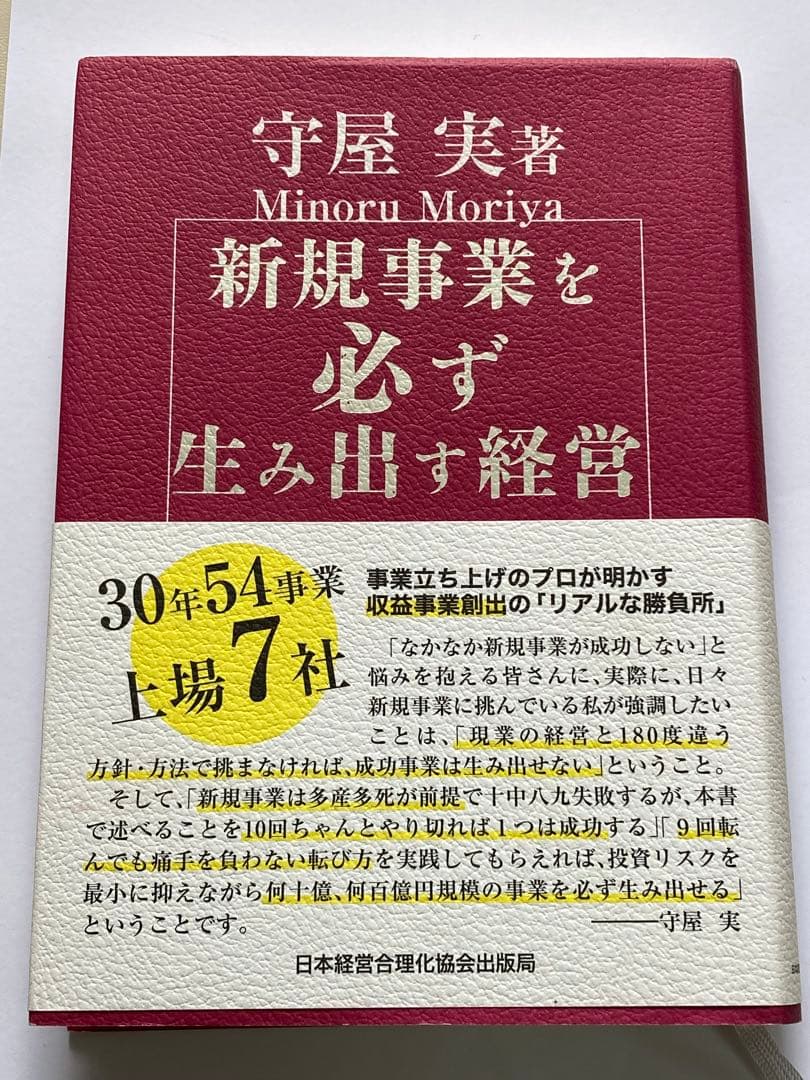 守屋 実著
Minoru Moriya
新規事業を
必ず
生み出す経営
30年54事業
上場7社
事業立ち上げのプロが明かす
収益事業創出の「リアルな勝負所」
「なかなか新規事業が成功しない」と
悩みを抱える皆さんに、実際に、日々
新規事業に挑んでいる私が強調したい
ことは、「現業の経営と180度違う
方針・方法で挑まなければ、成功事業は生み出せない」ということ。
そして、「新規事業は多産多死が前提で十中八九失敗するが、本書
で述べることを10回ちゃんとやり切れば1つは成功する」「9回転
んでも痛手を負わない転び方を実践してもらえれば、投資リスクを
最小に抑えながら何十億、何百億円規模の事業を必ず生み出せる」
ということです。 ――守屋 実
日本経営合理化協会出版局